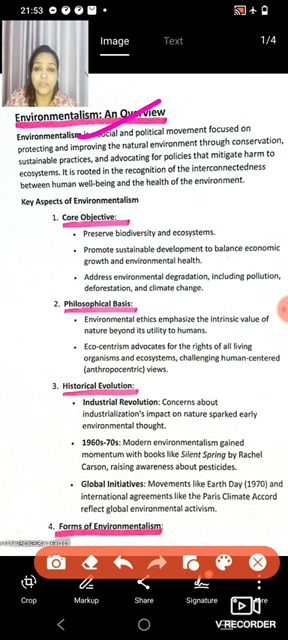 21:53
Image Text 1/4
Environmentalism: An Overview
Environmentalism is a social and political movement focused on
protecting and improving the natural environment through conservation,
sustainable practices, and advocating for policies that mitigate harm to
ecosystems. It is rooted in the recognition of the interconnectedness
between human well-being and the health of the environment.
Key Aspects of Environmentalism
1. Core Objective:
• Preserve biodiversity and ecosystems.
• Promote sustainable development to balance economic
growth and environmental health.
• Address environmental degradation, including pollution,
deforestation, and climate change.
2. Philosophical Basis:
• Environmental ethics emphasize the intrinsic value of
nature beyond its utility to humans.
• Eco-centrism advocates for the rights of all living
organisms and ecosystems, challenging human-centered
(anthropocentric) views.
3. Historical Evolution:
• Industrial Revolution: Concerns about
industrialization's impact on nature sparked early
environmental thought.
• 1960s-70s: Modern environmentalism gained
momentum with books like Silent Spring by Rachel
Carson, raising awareness about pesticides.
• Global Initiatives: Movements like Earth Day (1970) and
international agreements like the Paris Climate Accord
reflect global environmental activism.
4. Forms of Environmentalism:
Crop Markup Share Signature
V-RECORDER